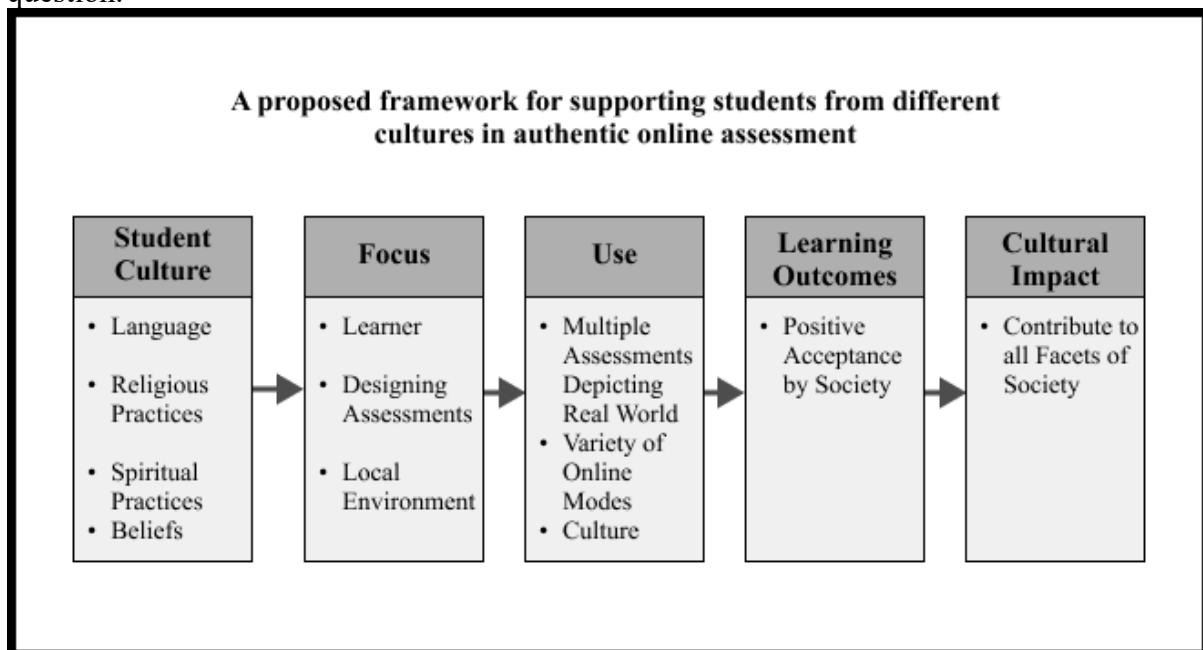 question.
A proposed framework for supporting students from different
cultures in authentic online assessment
Student
Culture
• Language
• Religious
Practices
• Spiritual
Practices
• Beliefs
Focus
• Learner
• Designing
Assessments
• Local
Environment
Use
• Multiple
Assessments
Depicting
Real World
• Variety of
Online
Modes
• Culture
Learning
Outcomes
• Positive
Acceptance
by Society
Cultural
Impact
• Contribute to
all Facets of
Society